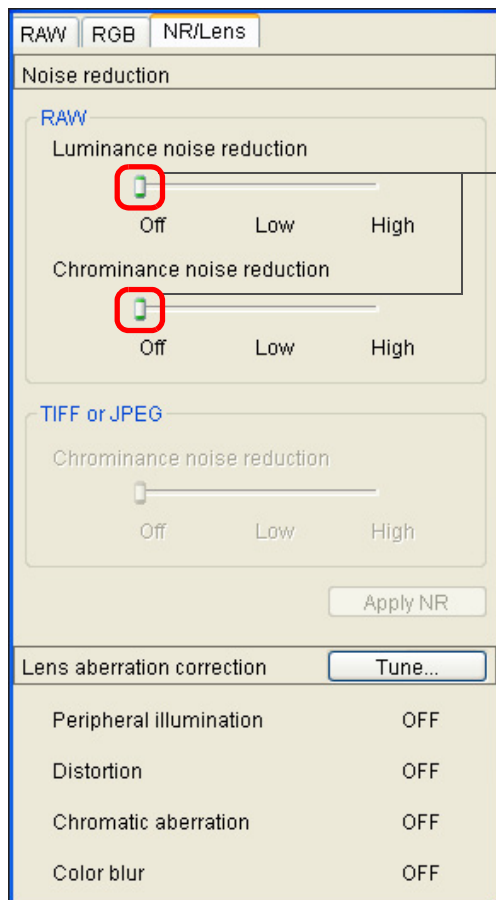 RAW RGB NR/Lens
Noise reduction
RAW
Luminance noise reduction
Off Low High
Chrominance noise reduction
Off Low High
TIFF or JPEG
Chrominance noise reduction
Off Low High
Apply NR
Lens aberration correction Tune...
Peripheral illumination OFF
Distortion OFF
Chromatic aberration OFF
Color blur OFF